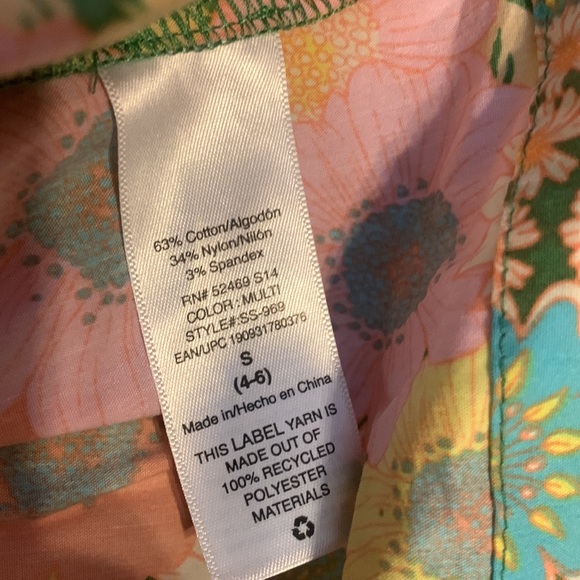 63% Cotton/Algodón
34% Nylon/Nilón
3% Spandex
RN# 52469 S14
COLOR : MULTI
STYLE#:SS-969
EAN/UPC 190931780376
S
(4-6)
Made in/Hecho en China
THIS LABEL YARN IS
MADE OUT OF
100% RECYCLED
POLYESTER
MATERIALS